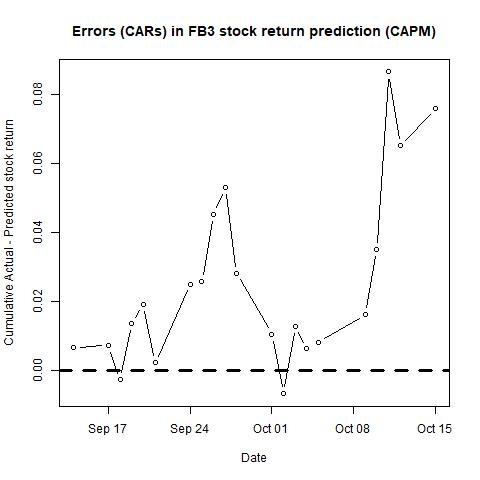 Errors (CARs) in FB3 stock return prediction (CAPM)
Cumulative Actual - Predicted stock return
0.08
0.06
0.04
0.02
0.00
Sep 17
Sep 24
Oct 01
Oct 08
Oct 15
Date